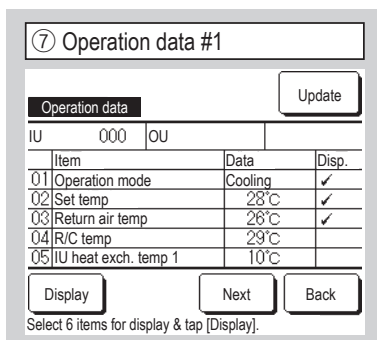 ⑦ Operation data #1
Update
Operation data
IU 000 OU
Item Data Disp.
01 Operation mode Cooling ✓
02 Set temp 28°C ✓
03 Return air temp 26°C ✓
04 R/C temp 29°C
05 IU heat exch. temp 1 10°C
Display Next Back
Select 6 items for display & tap [Display].